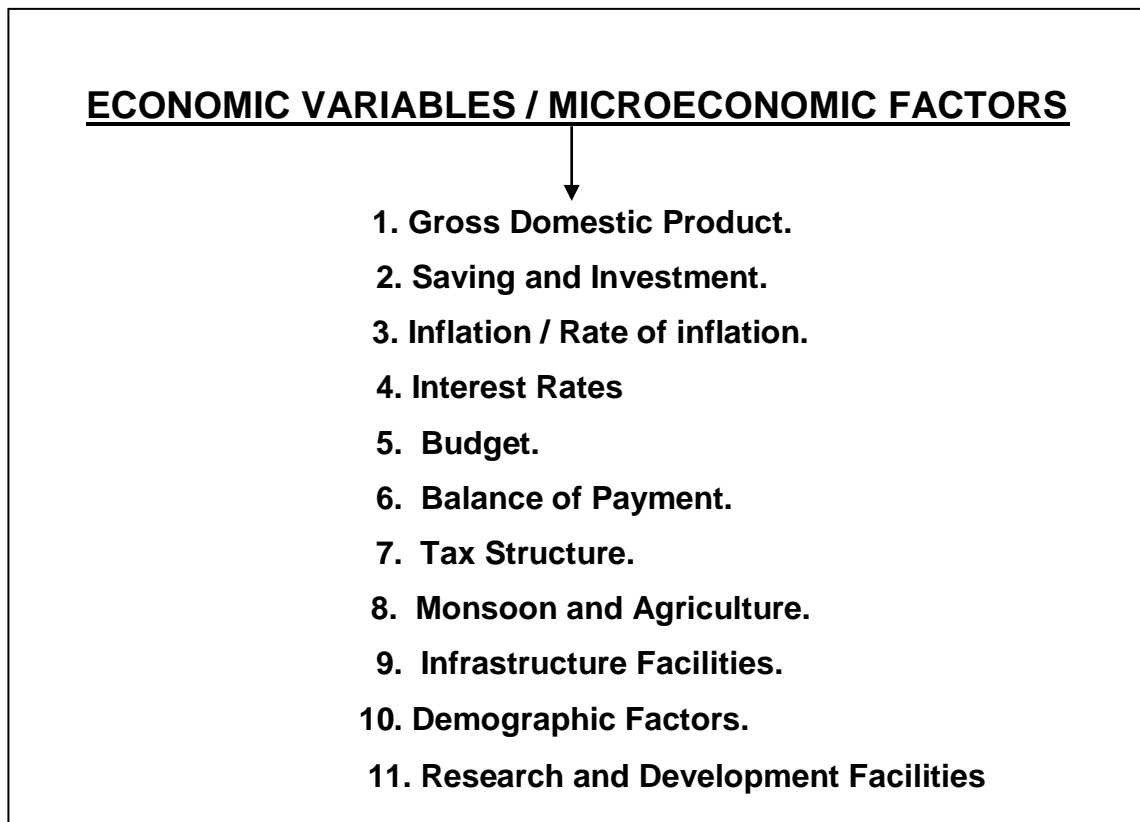 ECONOMIC VARIABLES / MICROECONOMIC FACTORS
1. Gross Domestic Product.
2. Saving and Investment.
3. Inflation / Rate of inflation.
4. Interest Rates
5. Budget.
6. Balance of Payment.
7. Tax Structure.
8. Monsoon and Agriculture.
9. Infrastructure Facilities.
10. Demographic Factors.
11. Research and Development Facilities